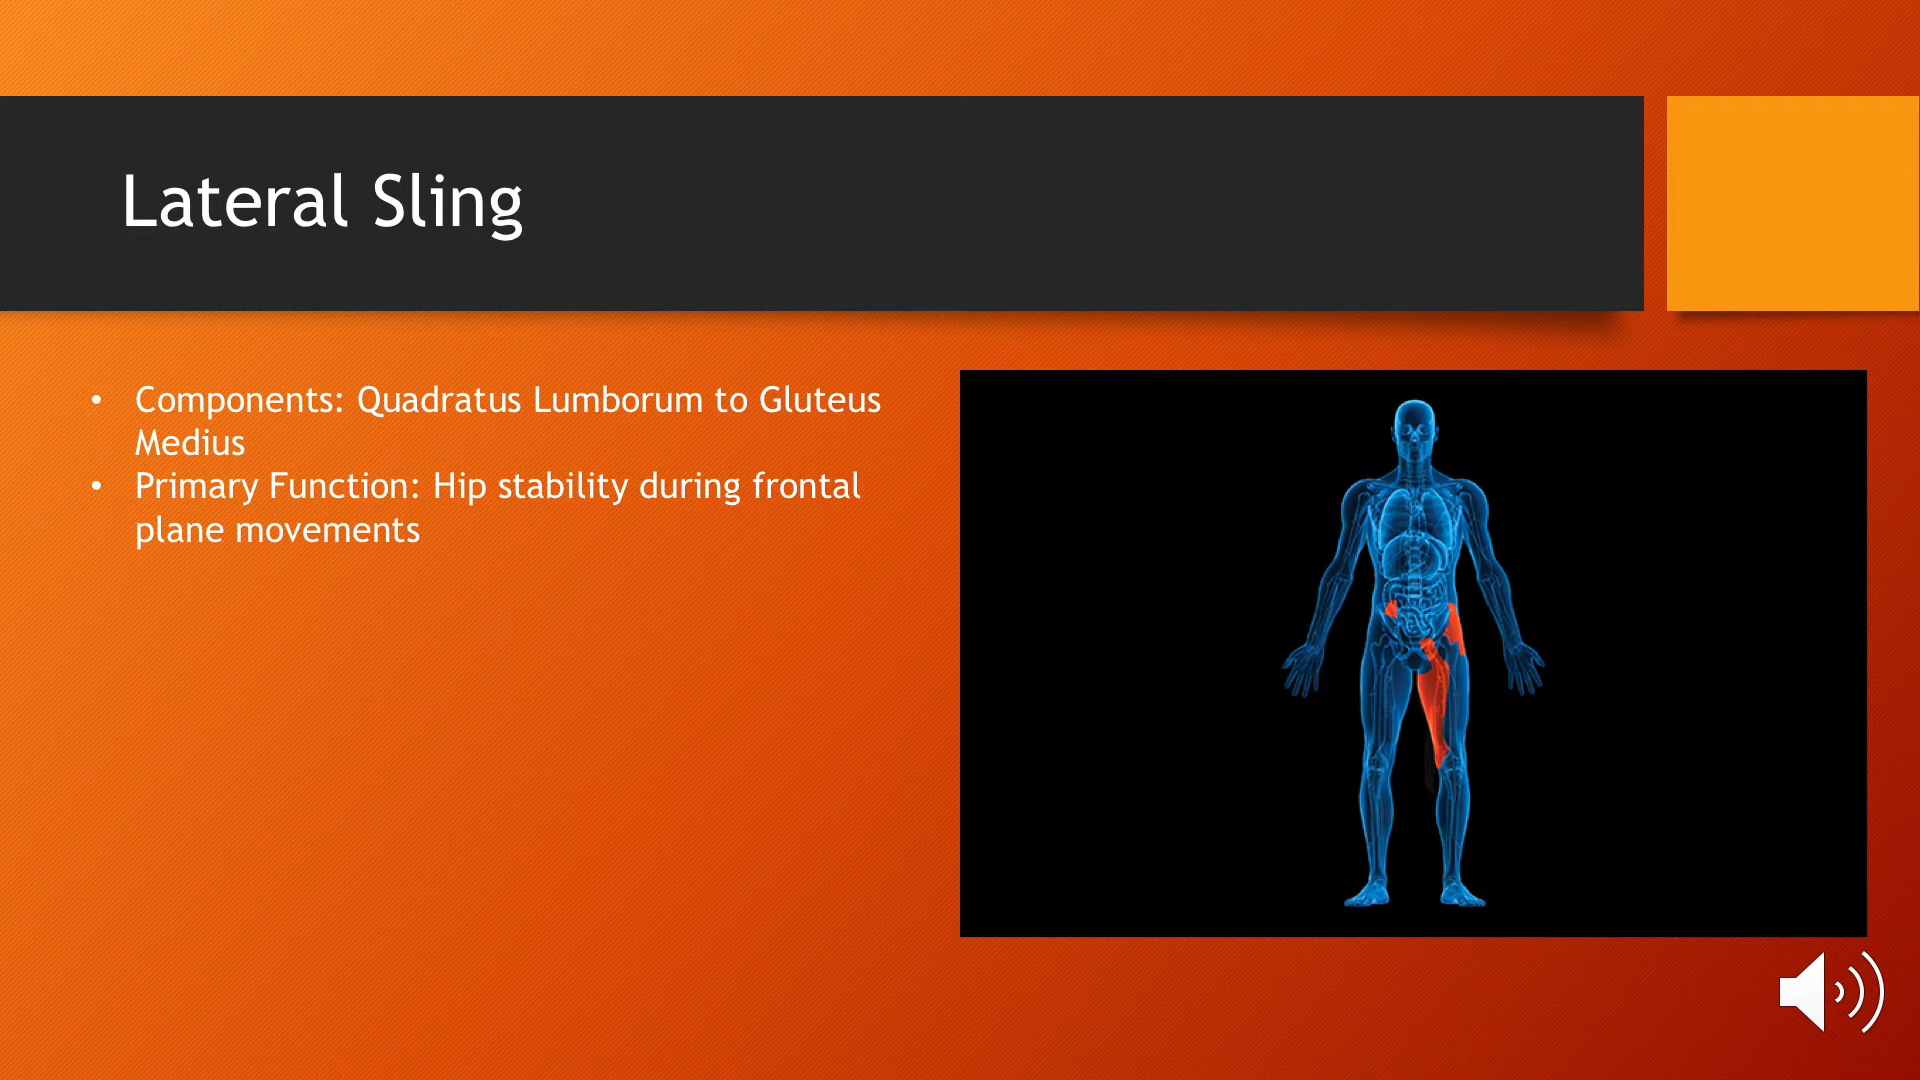 Lateral Sling
• Components: Quadratus Lumborum to Gluteus
Medius
• Primary Function: Hip stability during frontal
plane movements